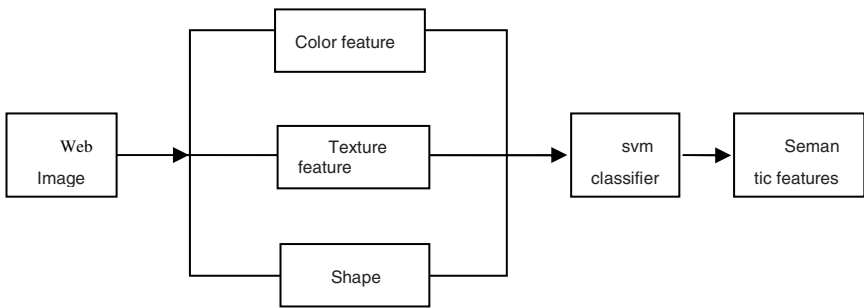 Web
Image
Color feature
Texture
feature
Shape
svm
classifier
Seman
tic features